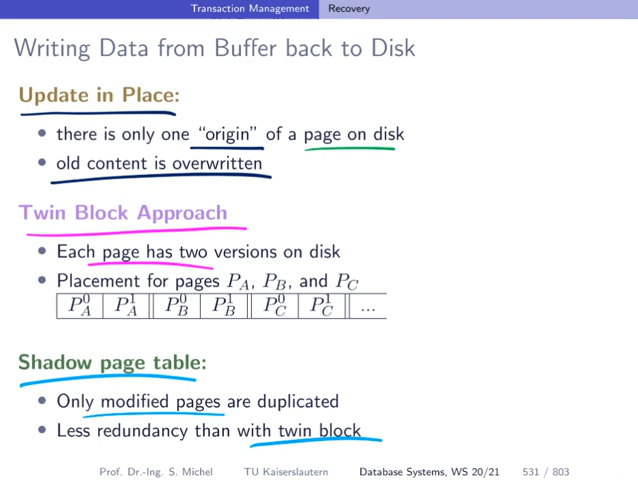 Transaction Management Recovery
Writing Data from Buffer back to Disk
Update in Place:
• there is only one “origin” of a page on disk
• old content is overwritten
Twin Block Approach
• Each page has two versions on disk
• Placement for pages P_A, P_B, and P_C
P_A^0 | P_A^1 || P_B^0 | P_B^1 || P_C^0 | P_C^1 || ...
Shadow page table:
• Only modified pages are duplicated
• Less redundancy than with twin block
Prof. Dr.-Ing. S. Michel TU Kaiserslautern Database Systems, WS 20/21 531 / 803